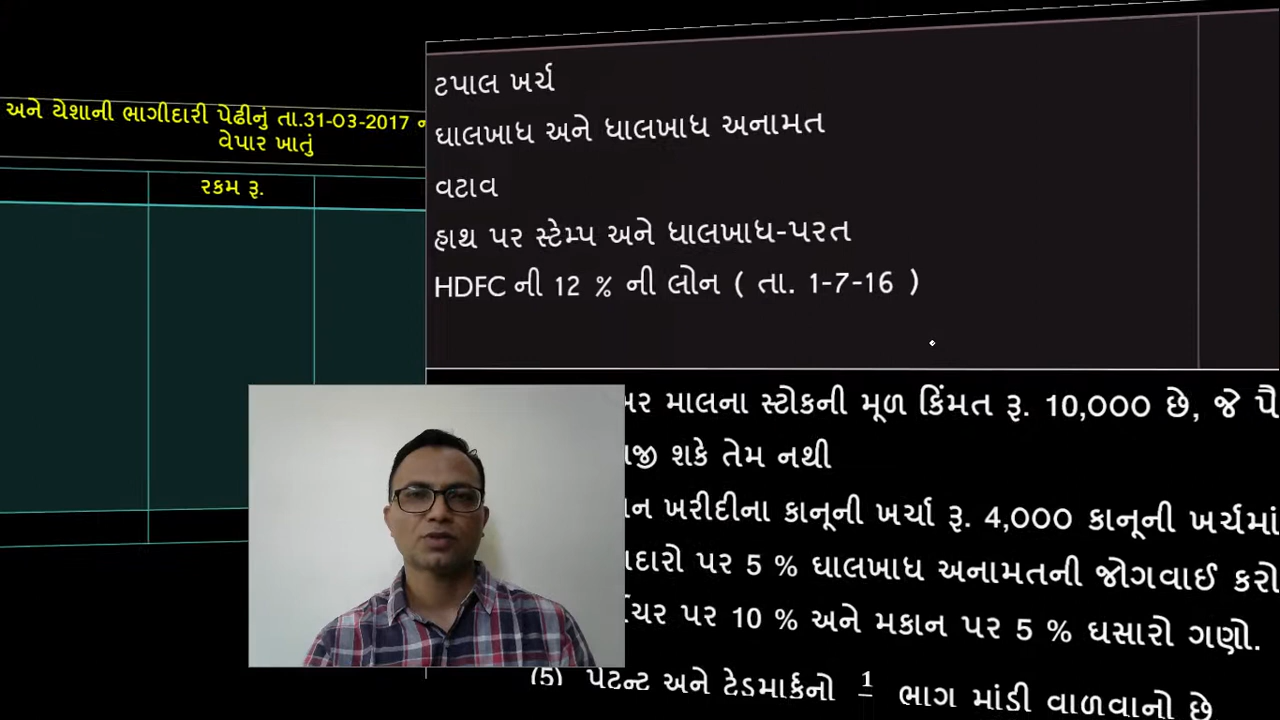 અને યેશાની ભાગીદારી પેઢીનું તા.31-03-2017 ન
વેપાર ખાતું
રકમ રૂ.
ટપાલ ખર્ચ
ઘાલખાધ અને ઘાલખાધ અનામત
વટાવ
હાથ પર સ્ટેમ્પ અને ઘાલખાધ-પરત
HDFC ની 12 % ની લોન ( તા. 1-7-16 )
માલના સ્ટોકની મૂળ કિંમત રૂ. 10,000 છે, જે પૈ
શકે તેમ નથી
ખરીદીના કાનૂની ખર્ચા રૂ. 4,000 કાનૂની ખર્ચમાં
પર 5 % ઘાલખાધ અનામતની જોગવાઈ કરો
પર 10 % અને મકાન પર 5 % ઘસારો ગણો.
(5) પેટન્ટ અને ટ્રેડમાર્કનો 1 ભાગ માંડી વાળવાનો છે